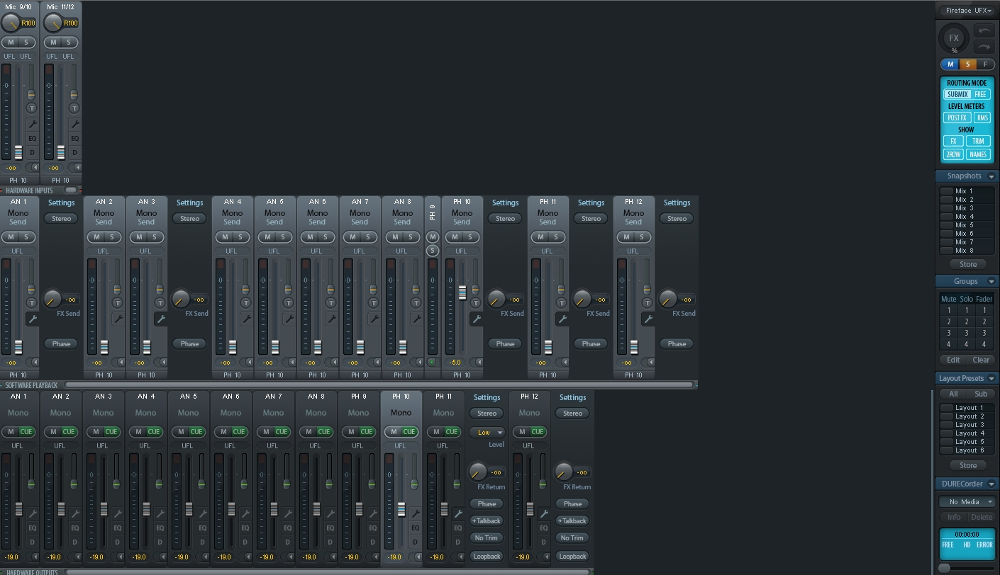 Mic 9/10 Mic 11/12 Fireface UFX
R100 R100
FX
%
M S M S
UFL UFL UFL UFL
M S F
ROUTING MODE
SUBMIX FREE
LEVEL METERS
POST FX RMS
SHOW
FX TRIM
2ROW NAMES
-0- -0-
T T
EQ EQ
D D
-oo -oo
PH 10 PH 10
HARDWARE INPUTS
Snapshots
Mix 1
Mix 2
Mix 3
Mix 4
Mix 5
Mix 6
Mix 7
Mix 8
Store
AN 1 Settings AN 2 AN 3 Settings AN 4 AN 5 AN 6 AN 7 AN 8 PH 9 PH 10 Settings PH 11 Settings PH 12 Settings
Mono Stereo Mono Mono Stereo Mono Mono Mono Mono Mono Mono Stereo Mono Stereo Mono Stereo
Send Send Send Send Send Send Send Send Send Send Send
M S M S M S M S M S M S M S M S M M S M S M S
UFL UFL UFL UFL UFL UFL UFL UFL S UFL UFL UFL
-0- -0- -0- -0- -0- -0- -0- -0- -0- -0- -0- -0-
T -oo T T -oo T T T T T T -oo T -oo T -oo
FX Send FX Send FX Send FX Send FX Send
Phase Phase Phase Phase Phase
-oo -oo -oo -oo -oo -oo -oo -oo -5.0 -oo -oo
PH 10 PH 10 PH 10 PH 10 PH 10 PH 10 PH 10 PH 10 PH 10 PH 10 PH 10
SOFTWARE PLAYBACK
Groups
Mute Solo Fader
1 1 1
2 2 2
3 3 3
4 4 4
Edit Clear
Layout Presets
All Sub
Layout 1
Layout 2
Layout 3
Layout 4
Layout 5
Layout 6
Store
AN 1 AN 2 AN 3 AN 4 AN 5 AN 6 AN 7 AN 8 PH 9 PH 10 PH 11 Settings PH 12 Settings
Mono Mono Mono Mono Mono Mono Mono Mono Mono Mono Mono Stereo Mono Stereo
M CUE M CUE M CUE M CUE M CUE M CUE M CUE M CUE M CUE M CUE M CUE Low M CUE
UFL UFL UFL UFL UFL UFL UFL UFL UFL UFL UFL Level UFL
-0- -0- -0- -0- -0- -0- -0- -0- -0- -0- -0- -oo -0- -oo
FX Return FX Return
Phase Phase
+Talkback +Talkback
EQ EQ EQ EQ EQ EQ EQ EQ EQ EQ EQ EQ
No Trim No Trim
D D D D D D D D D D D D
-19.0 -19.0 -19.0 -19.0 -19.0 -19.0 -19.0 -19.0 -19.0 -19.0 -19.0 Loopback -19.0 Loopback
HARDWARE OUTPUTS
DURECorder
No Media
Info Delete
00:00:00
FREE HD ERROR